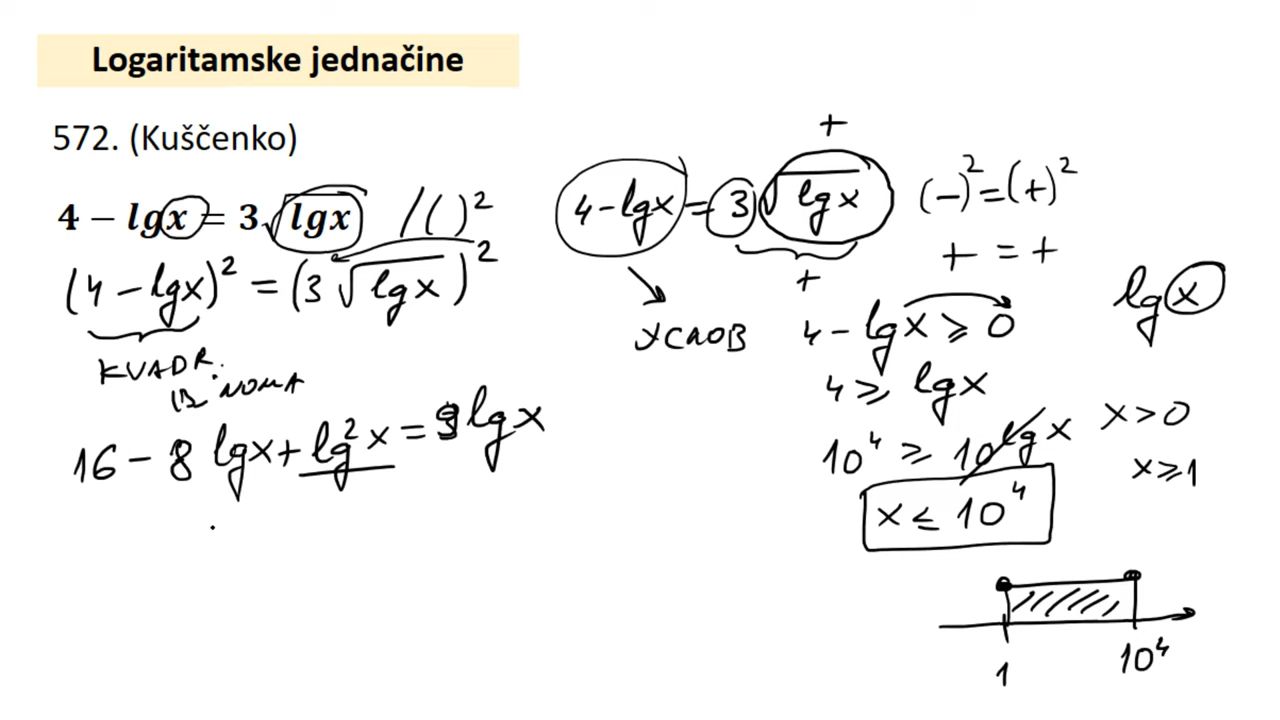 Logaritamske jednačine
572. (Kuščenko)
4 − lgx = 3√lgx /( )²
(4 − lgx)² = (3√lgx)²
KVADR.
BINOMA
16 − 8 lgx + lg²x = 9lgx
+
4−lgx = 3√lgx
+
УСЛОВ
(−)² = (+)²
+ = +
4 − lgx ⩾ 0
4 ⩾ lgx
10⁴ ⩾ 10^lgx
x ≤ 10⁴
lgx
x > 0
x ⩾ 1
1 10⁴